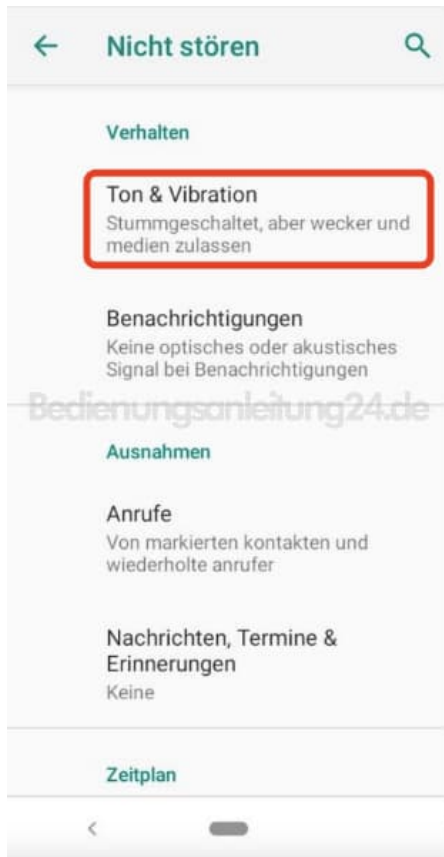 Nicht stören
Verhalten
Ton & Vibration
Stummgeschaltet, aber wecker und
medien zulassen
Benachrichtigungen
Keine optisches oder akustisches
Signal bei Benachrichtigungen
Bedienungsanleitung24.de
Ausnahmen
Anrufe
Von markierten kontakten und
wiederholte anrufer
Nachrichten, Termine &
Erinnerungen
Keine
Zeitplan